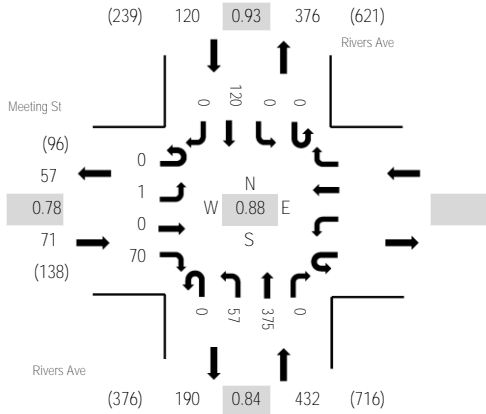 (239) 120 0.93 376 (621)
Rivers Ave
0 120 0 0
Meeting St
(96)
57
0.78
71
(138)
0
1
0
70
N
W 0.88 E
S
0 57 375 0
Rivers Ave
(376) 190 0.84 432 (716)